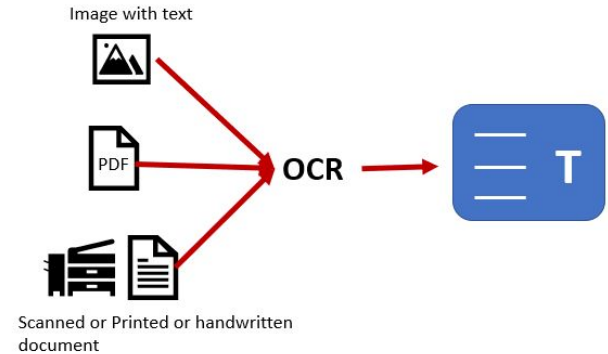 Image with text
PDF
OCR
T
Scanned or Printed or handwritten
document